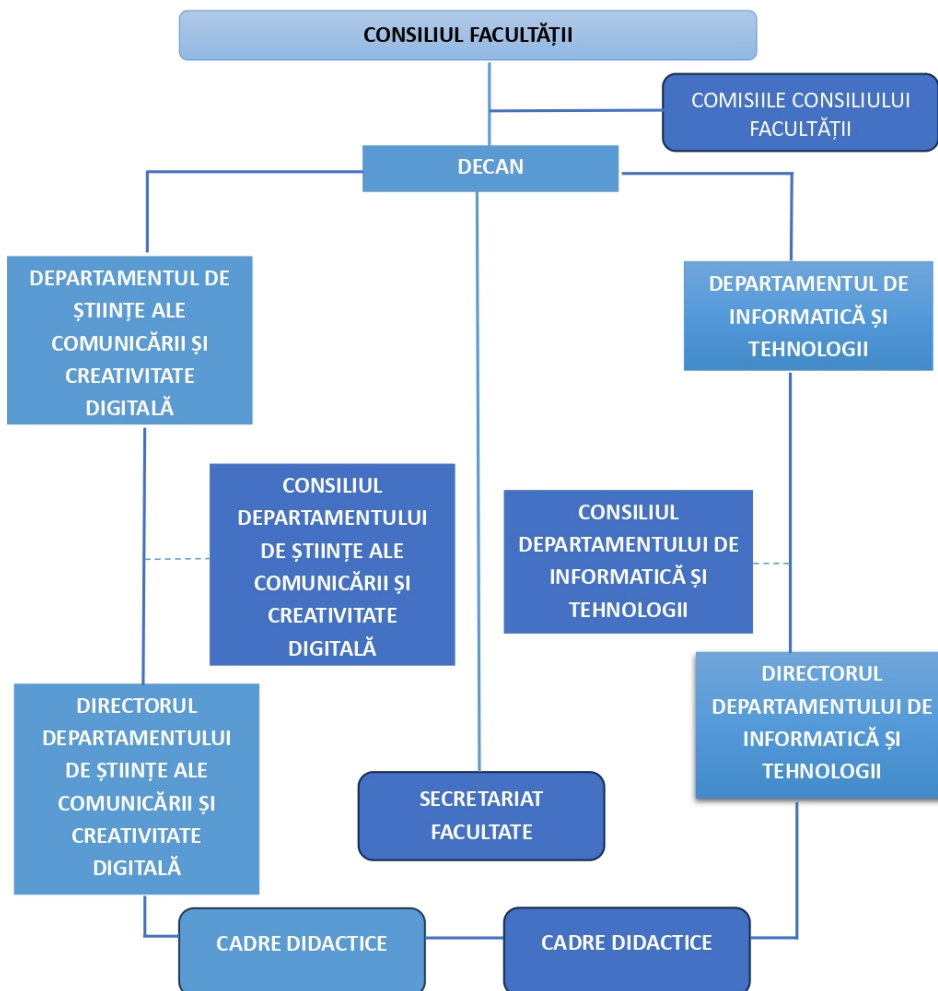 CONSILIUL FACULTĂȚII
COMISIILE CONSILIULUI
FACULTĂȚII
DECAN
DEPARTAMENTUL DE
ȘTIINȚE ALE
COMUNICĂRII ȘI
CREATIVITATE
DIGITALĂ
DEPARTAMENTUL DE
INFORMATICĂ ȘI
TEHNOLOGII
CONSILIUL
DEPARTAMENTULUI
DE ȘTIINȚE ALE
COMUNICĂRII ȘI
CREATIVITATE
DIGITALĂ
CONSILIUL
DEPARTAMENTULUI DE
INFORMATICĂ ȘI
TEHNOLOGII
DIRECTORUL
DEPARTAMENTULUI
DE ȘTIINȚE ALE
COMUNICĂRII ȘI
CREATIVITATE
DIGITALĂ
DIRECTORUL
DEPARTAMENTULUI DE
INFORMATICĂ ȘI
TEHNOLOGII
SECRETARIAT
FACULTATE
CADRE DIDACTICE
CADRE DIDACTICE